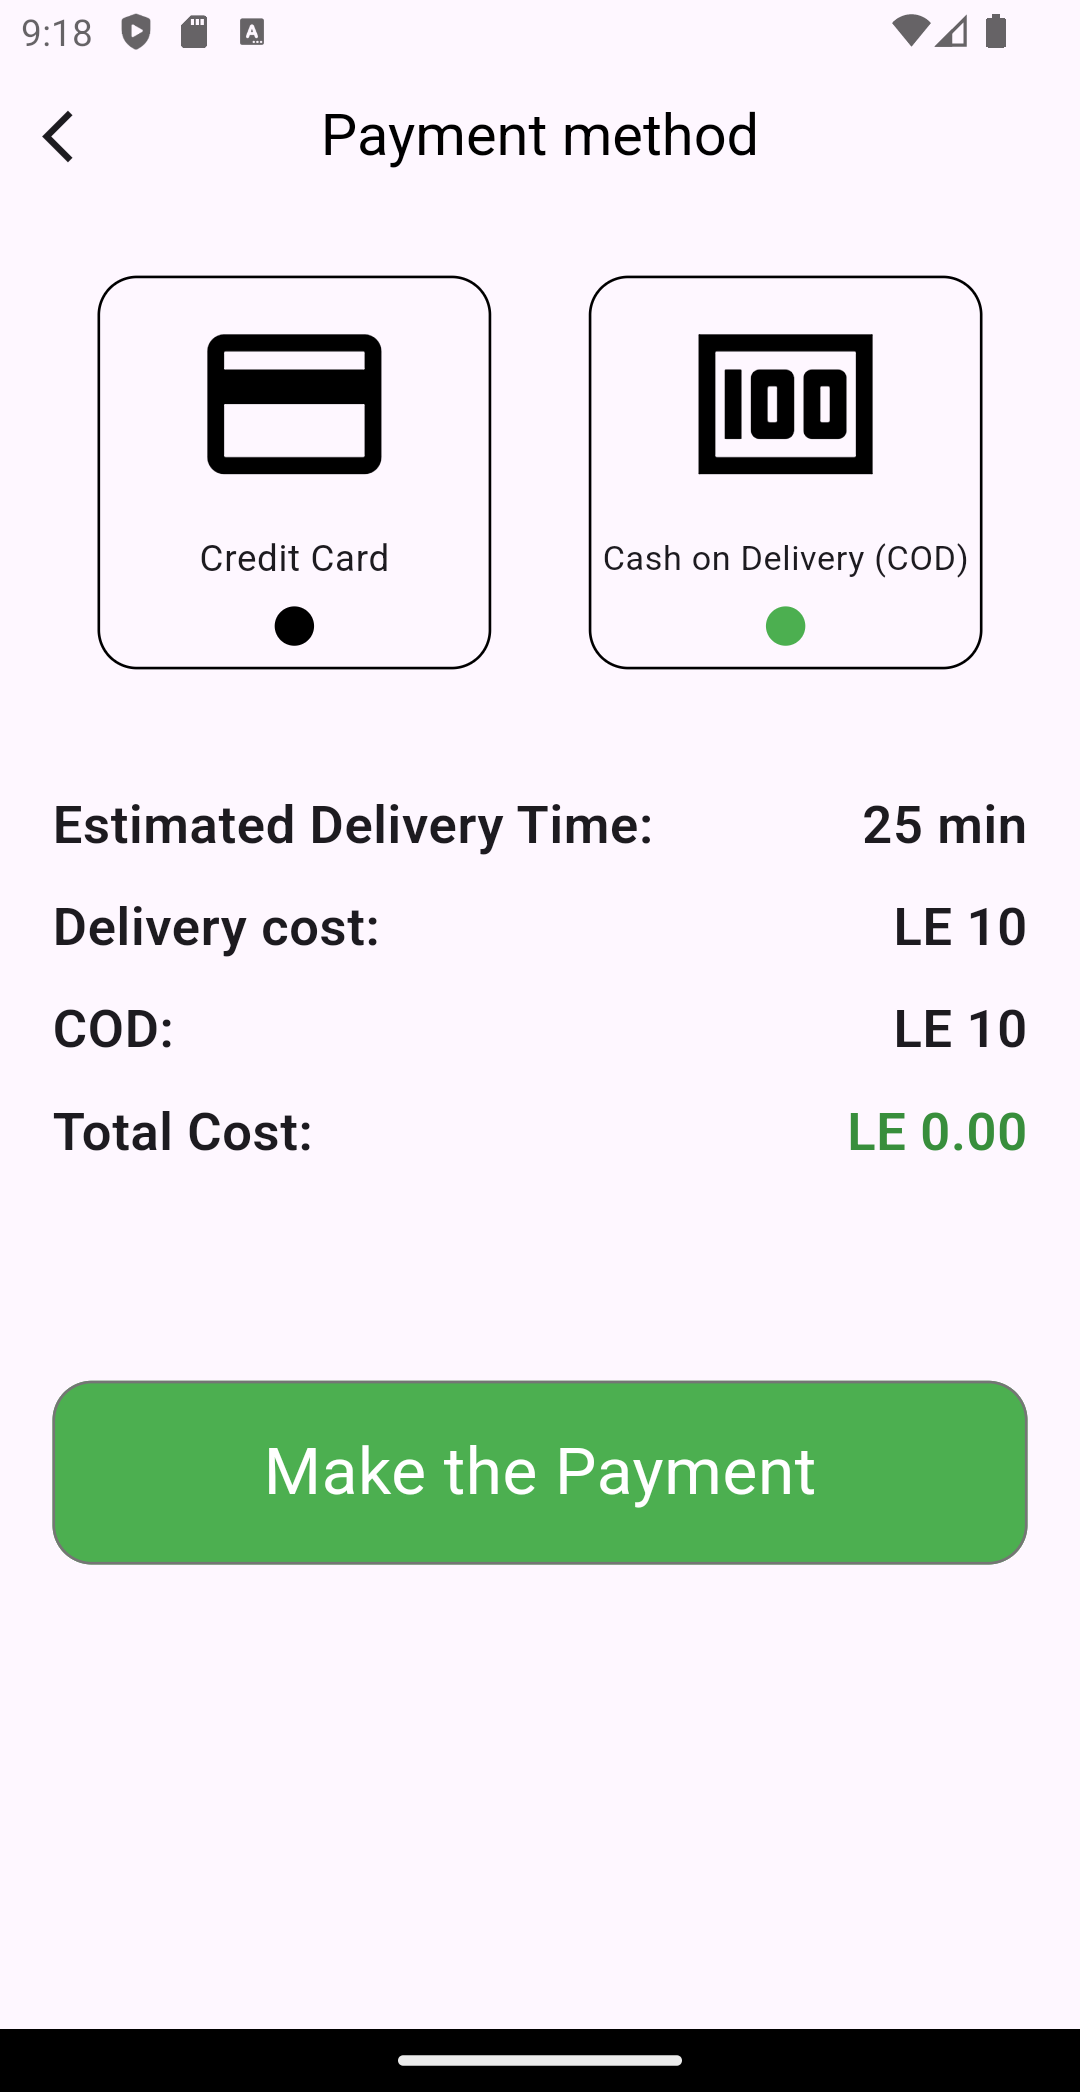 9:18
Payment method
100
Credit Card
Cash on Delivery (COD)
Estimated Delivery Time: 25 min
Delivery cost: LE 10
COD: LE 10
Total Cost: LE 0.00
Make the Payment